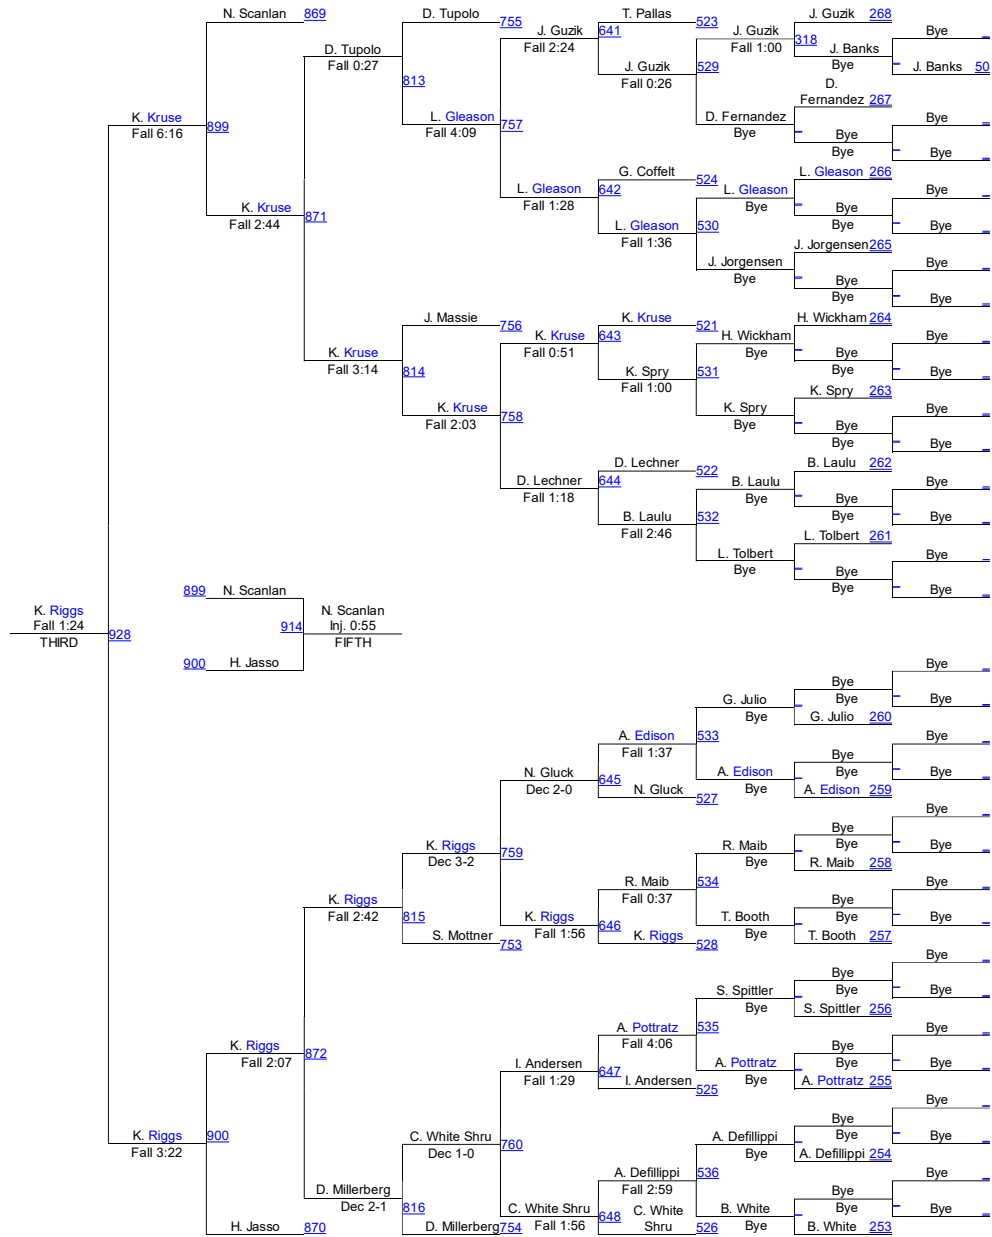 N. Scanlan 869
D. Tupolo 755
T. Pallas 523
J. Guzik 268
J. Guzik 641
Fall 2:24
J. Guzik 318
Fall 1:00
Bye
J. Banks
Bye
J. Banks 50
D. Tupolo
Fall 0:27
J. Guzik 529
Fall 0:26
813
D.
Fernandez 267
K. Kruse 899
Fall 6:16
L. Gleason 757
Fall 4:09
D. Fernandez
Bye
Bye
Bye
Bye
Bye
G. Coffelt 524
L. Gleason 266
L. Gleason 642
Fall 1:28
L. Gleason
Bye
Bye
Bye
Bye
Bye
K. Kruse 871
Fall 2:44
L. Gleason 530
Fall 1:36
J. Jorgensen 265
J. Jorgensen
Bye
Bye
Bye
Bye
Bye
J. Massie 756
K. Kruse 521
H. Wickham 264
K. Kruse 643
Fall 0:51
H. Wickham
Bye
Bye
Bye
Bye
Bye
K. Kruse 814
Fall 3:14
K. Spry 531
Fall 1:00
K. Spry 263
K. Kruse 758
Fall 2:03
K. Spry
Bye
Bye
Bye
Bye
Bye
D. Lechner 522
B. Laulu 262
D. Lechner 644
Fall 1:18
B. Laulu
Bye
Bye
Bye
Bye
Bye
B. Laulu 532
Fall 2:46
L. Tolbert 261
L. Tolbert
Bye
Bye
Bye
Bye
Bye
899 N. Scanlan
K. Riggs
Fall 1:24
THIRD
928
914
N. Scanlan
Inj. 0:55
FIFTH
900 H. Jasso
Bye
Bye
Bye
Bye
G. Julio
Bye
G. Julio 260
A. Edison 533
Fall 1:37
Bye
Bye
Bye
Bye
N. Gluck 645
Dec 2-0
A. Edison
Bye
A. Edison 259
N. Gluck 527
Bye
Bye
Bye
Bye
K. Riggs 759
Dec 3-2
R. Maib
Bye
R. Maib 258
R. Maib 534
Fall 0:37
Bye
Bye
Bye
Bye
K. Riggs 815
Fall 2:42
K. Riggs 646
Fall 1:56
T. Booth
Bye
T. Booth 257
S. Mottner 753
K. Riggs 528
Bye
Bye
Bye
Bye
S. Spittler
Bye
S. Spittler 256
A. Pottratz 535
Fall 4:06
Bye
Bye
Bye
Bye
K. Riggs 872
Fall 2:07
I. Andersen 647
Fall 1:29
A. Pottratz
Bye
A. Pottratz 255
I. Andersen 525
Bye
Bye
Bye
Bye
K. Riggs 900
Fall 3:22
C. White Shru 760
Dec 1-0
A. Defillippi
Bye
A. Defillippi 254
A. Defillippi 536
Fall 2:59
Bye
Bye
Bye
Bye
D. Millerberg 816
Dec 2-1
C. White Shru 648
Fall 1:56
B. White
Bye
B. White 253
H. Jasso 870
D. Millerberg 754
C. White
Shru 526